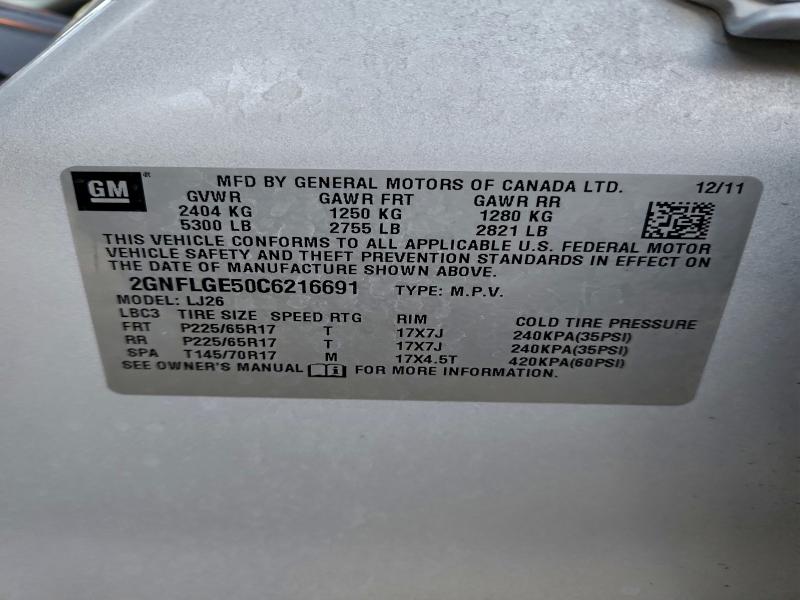 GM ® MFD BY GENERAL MOTORS OF CANADA LTD. 12/11
GVWR GAWR FRT GAWR RR
2404 KG 1250 KG 1280 KG
5300 LB 2755 LB 2821 LB
THIS VEHICLE CONFORMS TO ALL APPLICABLE U.S. FEDERAL MOTOR
VEHICLE SAFETY AND THEFT PREVENTION STANDARDS IN EFFECT ON
THE DATE OF MANUFACTURE SHOWN ABOVE.
2GNFLGE50C6216691 TYPE: M.P.V.
MODEL: LJ26
LBC3 TIRE SIZE SPEED RTG RIM COLD TIRE PRESSURE
FRT P225/65R17 T 17X7J 240KPA(35PSI)
RR P225/65R17 T 17X7J 240KPA(35PSI)
SPA T145/70R17 M 17X4.5T 420KPA(60PSI)
SEE OWNER'S MANUAL FOR MORE INFORMATION.